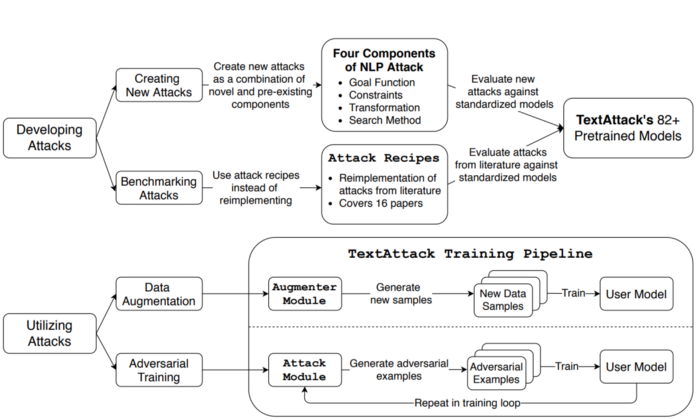 Developing
Attacks
Creating
New Attacks
Create new attacks
as a combination of
novel and pre-existing
components
Four Components
of NLP Attack
• Goal Function
• Constraints
• Transformation
• Search Method
Evaluate new
attacks against
standardized models
TextAttack's 82+
Pretrained Models
Benchmarking
Attacks
Use attack recipes
instead of
reimplementing
Attack Recipes
• Reimplementation of
attacks from literature
• Covers 16 papers
Evaluate attacks
from literature against
standardized models
TextAttack Training Pipeline
Utilizing
Attacks
Data
Augmentation
Augmenter
Module
Generate
new samples
New Data
Samples
Train
User Model
Adversarial
Training
Attack
Module
Generate adversarial
examples
Adversarial
Examples
Train
User Model
Repeat in training loop